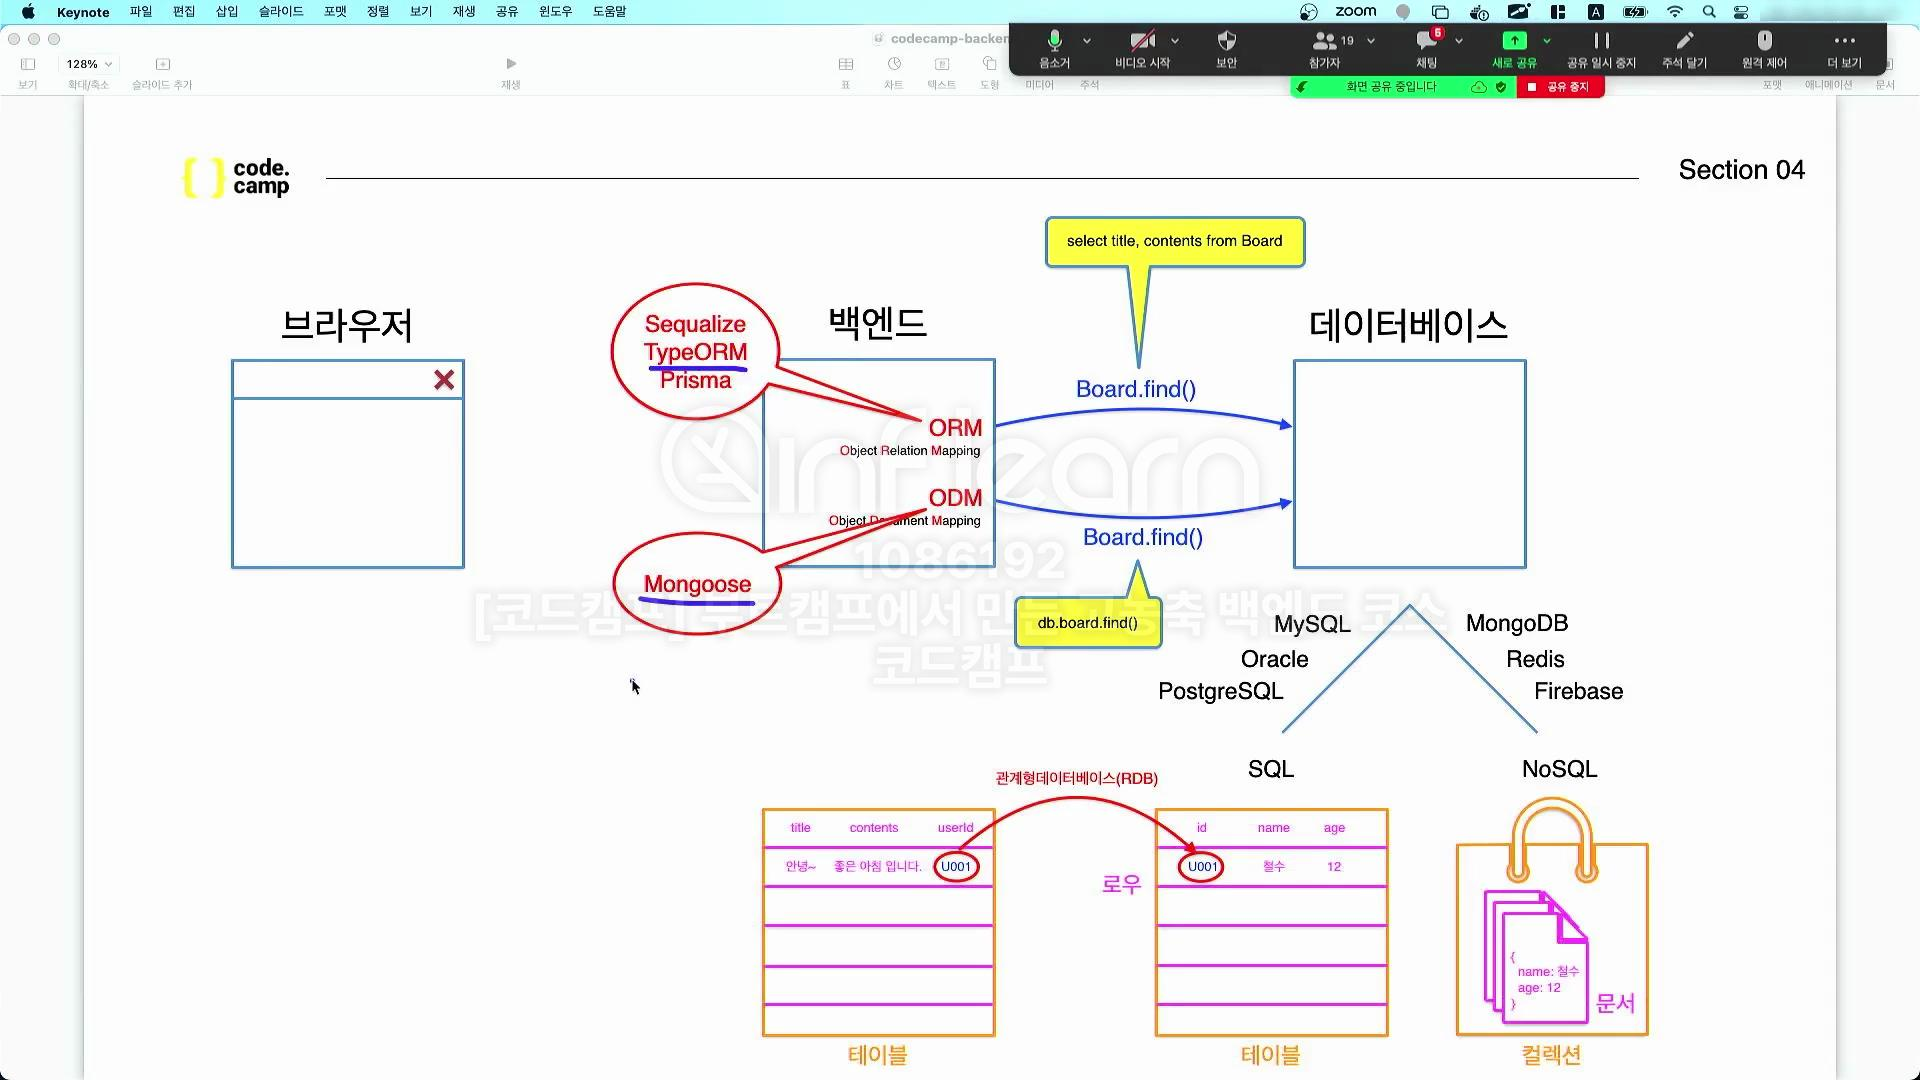 Keynote 파일 편집 삽입 슬라이드 포맷 정렬 보기 재생 공유 윈도우 도움말
zoom
A
codecamp-backen
128%
보기 확대/축소 슬라이드 추가 재생 표 차트 텍스트 도형 미디어 주석 포맷 애니메이션 문서
19
6
음소거 비디오 시작 보안 참가자 채팅 새로 공유 공유 일시 중지 주석 달기 원격 제어 더 보기
화면 공유 중입니다
공유 중지
{ } code.
camp
Section 04
select title, contents from Board
브라우저
백엔드
데이터베이스
Sequalize
TypeORM
Prisma
Board.find()
ORM
Object Relation Mapping
ODM
Object Document Mapping
Board.find()
Mongoose
db.board.find()
inflearn
1086192
[코드캠프] 부트캠프에서 만든 고농축 백엔드 코스
코드캠프
MySQL
Oracle
PostgreSQL
MongoDB
Redis
Firebase
SQL
NoSQL
관계형데이터베이스(RDB)
title contents userId
안녕~ 좋은 아침 입니다. U001
테이블
로우
id name age
U001 철수 12
테이블
{
name: 철수
age: 12
}
문서
컬렉션